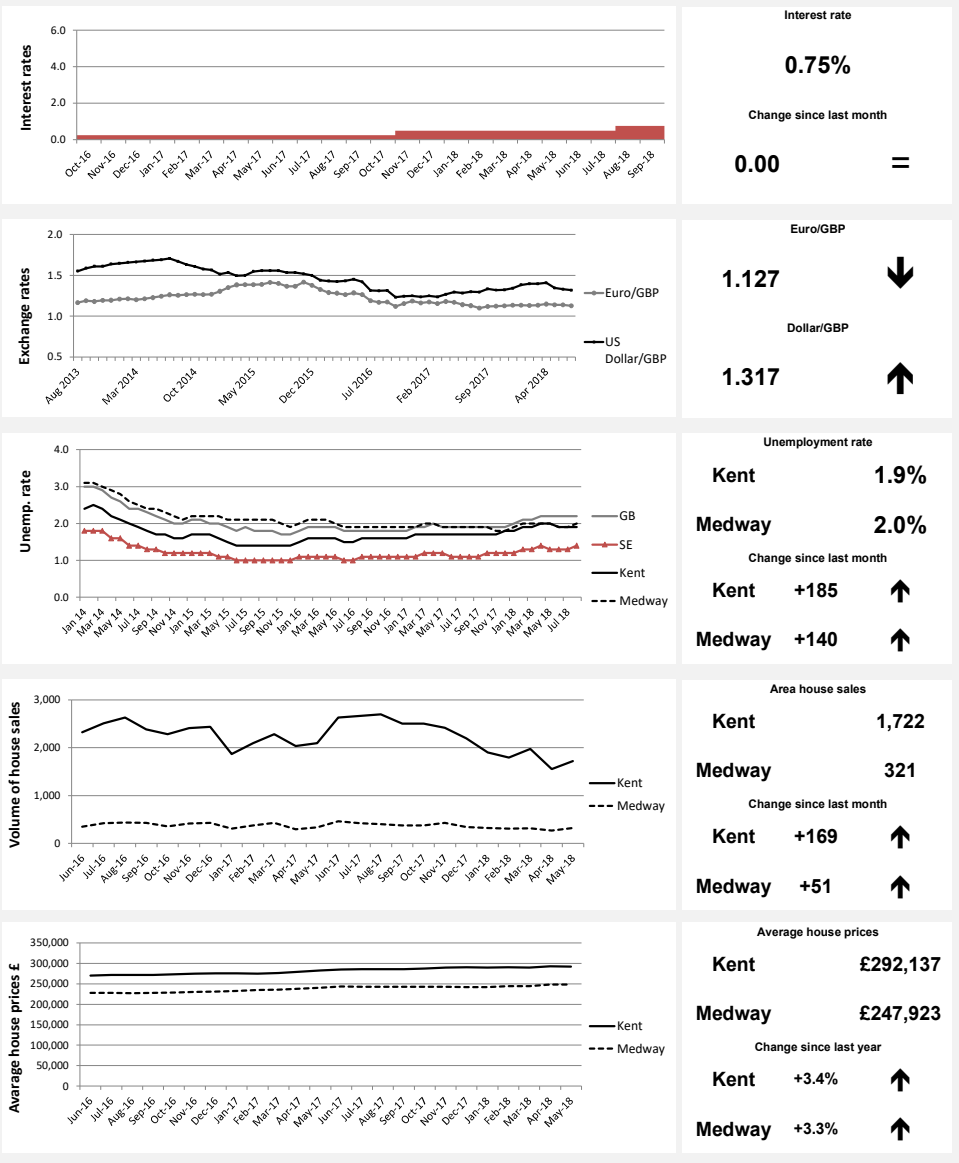 Interest rates
6.0
4.0
2.0
0.0
Oct-16 Nov-16 Dec-16 Jan-17 Feb-17 Mar-17 Apr-17 May-17 Jun-17 Jul-17 Aug-17 Sep-17 Oct-17 Nov-17 Dec-17 Jan-18 Feb-18 Mar-18 Apr-18 May-18 Jun-18 Jul-18 Aug-18 Sep-18
Interest rate
0.75%
Change since last month
0.00 =
Exchange rates
2.0
1.5
1.0
0.5
Aug 2013 Mar 2014 Oct 2014 May 2015 Dec 2015 Jul 2016 Feb 2017 Sep 2017 Apr 2018
Euro/GBP
US
Dollar/GBP
Euro/GBP
1.127
Dollar/GBP
1.317
Unemp. rate
4.0
3.0
2.0
1.0
0.0
Jan 14 Mar 14 May 14 Jul 14 Sep 14 Nov 14 Jan 15 Mar 15 May 15 Jul 15 Sep 15 Nov 15 Jan 16 Mar 16 May 16 Jul 16 Sep 16 Nov 16 Jan 17 Mar 17 May 17 Jul 17 Sep 17 Nov 17 Jan 18 Mar 18 May 18 Jul 18
GB
SE
Kent
Medway
Unemployment rate
Kent 1.9%
Medway 2.0%
Change since last month
Kent +185
Medway +140
Volume of house sales
3,000
2,000
1,000
0
Jun-16 Jul-16 Aug-16 Sep-16 Oct-16 Nov-16 Dec-16 Jan-17 Feb-17 Mar-17 Apr-17 May-17 Jun-17 Jul-17 Aug-17 Sep-17 Oct-17 Nov-17 Dec-17 Jan-18 Feb-18 Mar-18 Apr-18 May-18
Kent
Medway
Area house sales
Kent 1,722
Medway 321
Change since last month
Kent +169
Medway +51
Avarage house prices £
350,000
300,000
250,000
200,000
150,000
100,000
50,000
0
Jun-16 Jul-16 Aug-16 Sep-16 Oct-16 Nov-16 Dec-16 Jan-17 Feb-17 Mar-17 Apr-17 May-17 Jun-17 Jul-17 Aug-17 Sep-17 Oct-17 Nov-17 Dec-17 Jan-18 Feb-18 Mar-18 Apr-18 May-18
Kent
Medway
Average house prices
Kent £292,137
Medway £247,923
Change since last year
Kent +3.4%
Medway +3.3%